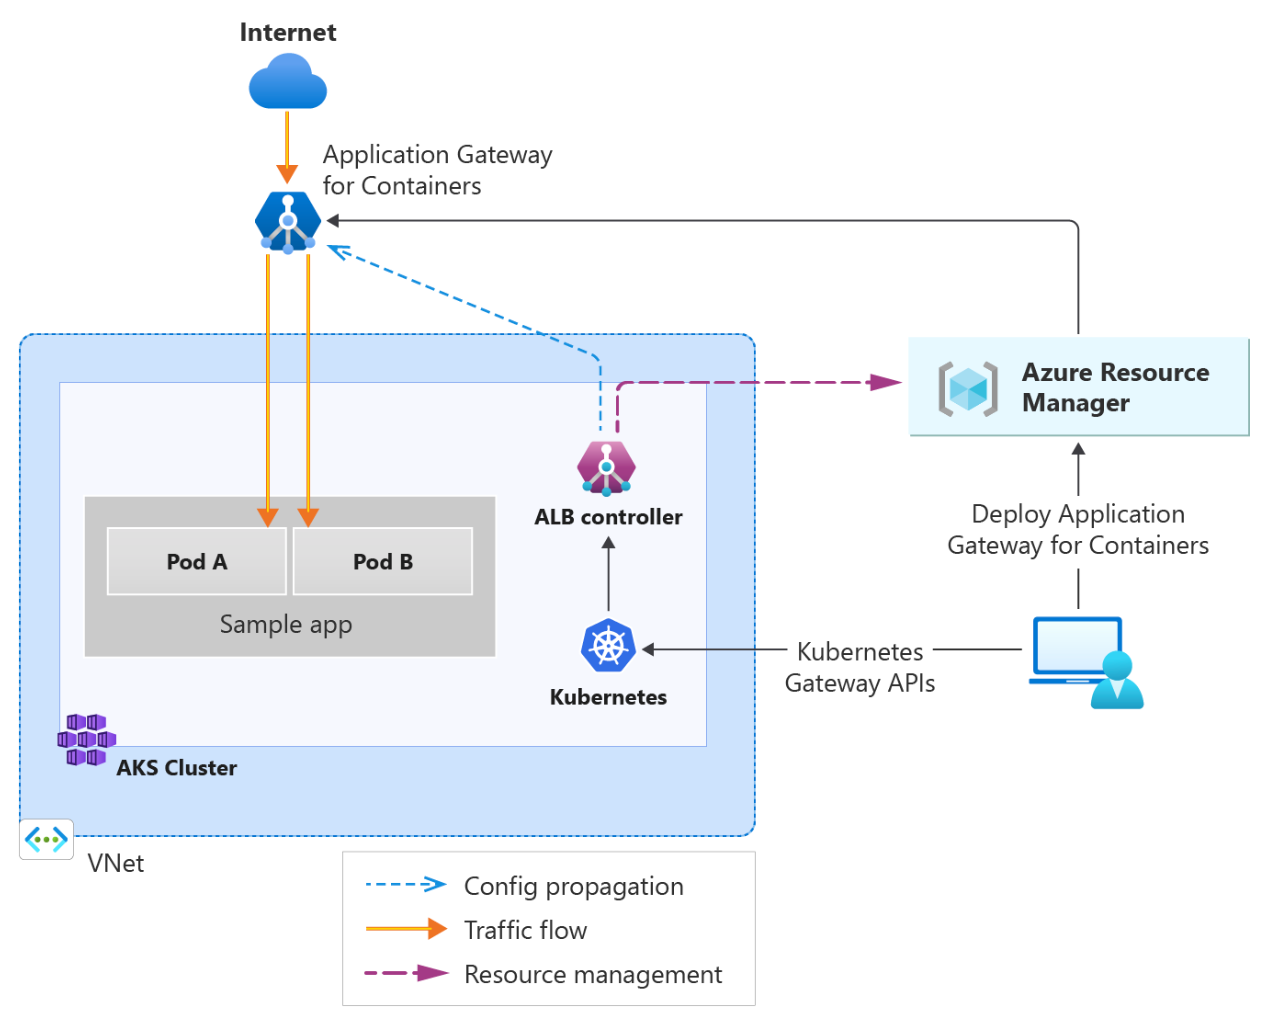 Internet
Application Gateway
for Containers
Azure Resource
Manager
ALB controller
Deploy Application
Gateway for Containers
Pod A
Pod B
Sample app
Kubernetes
Gateway APIs
Kubernetes
AKS Cluster
VNet
Config propagation
Traffic flow
Resource management